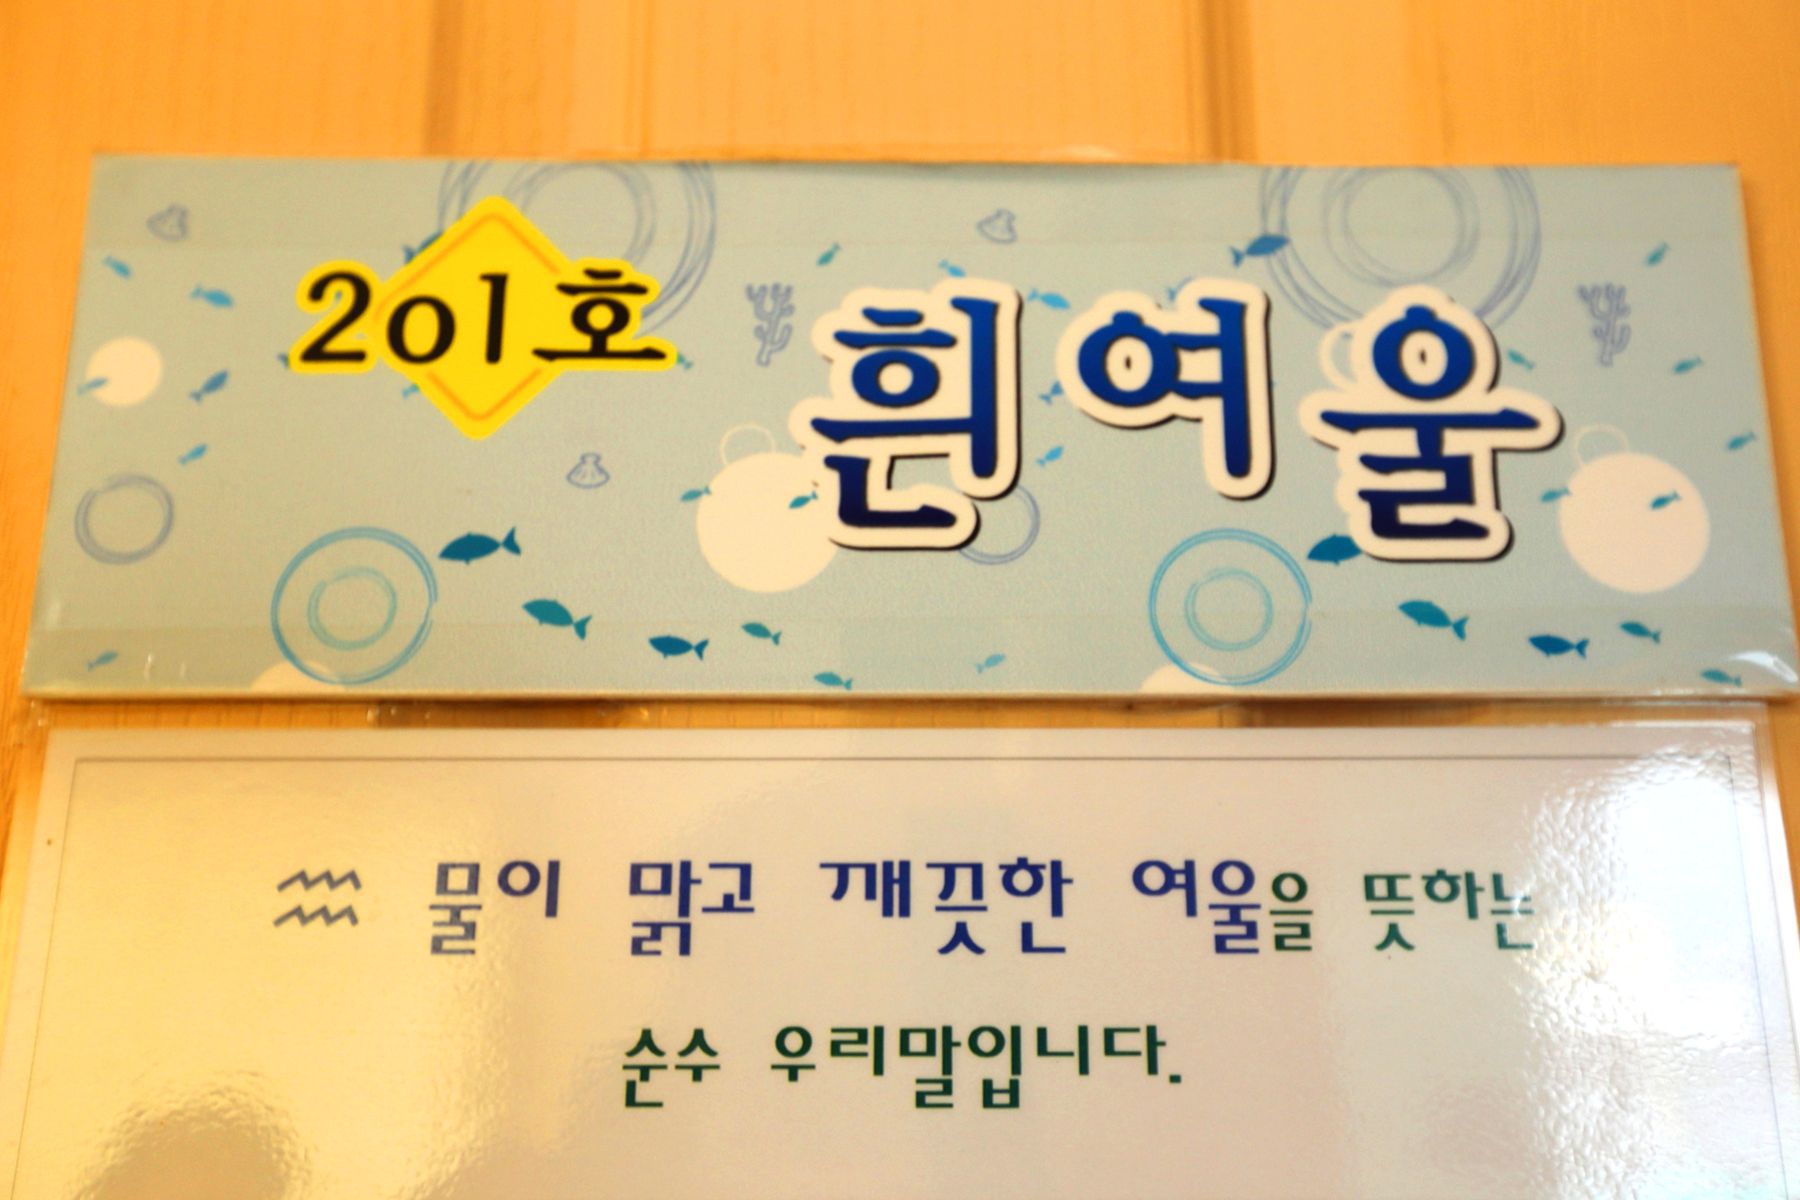 201호 흰여울
물이 맑고 깨끗한 여울을 뜻하는
순수 우리말입니다.